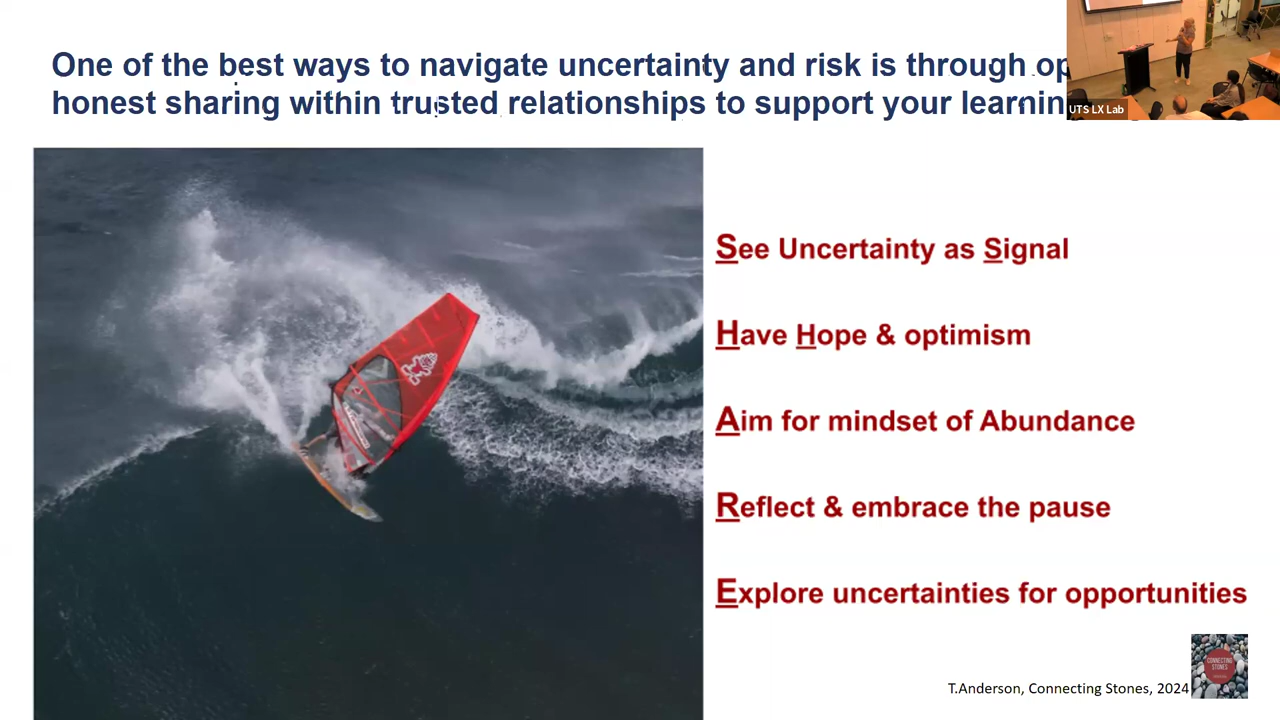 One of the best ways to navigate uncertainty and risk is through op
honest sharing within trusted relationships to support your learnin
UTS LX Lab
See Uncertainty as Signal
Have Hope & optimism
Aim for mindset of Abundance
Reflect & embrace the pause
Explore uncertainties for opportunities
CONNECTING
STONES
T.Anderson, Connecting Stones, 2024